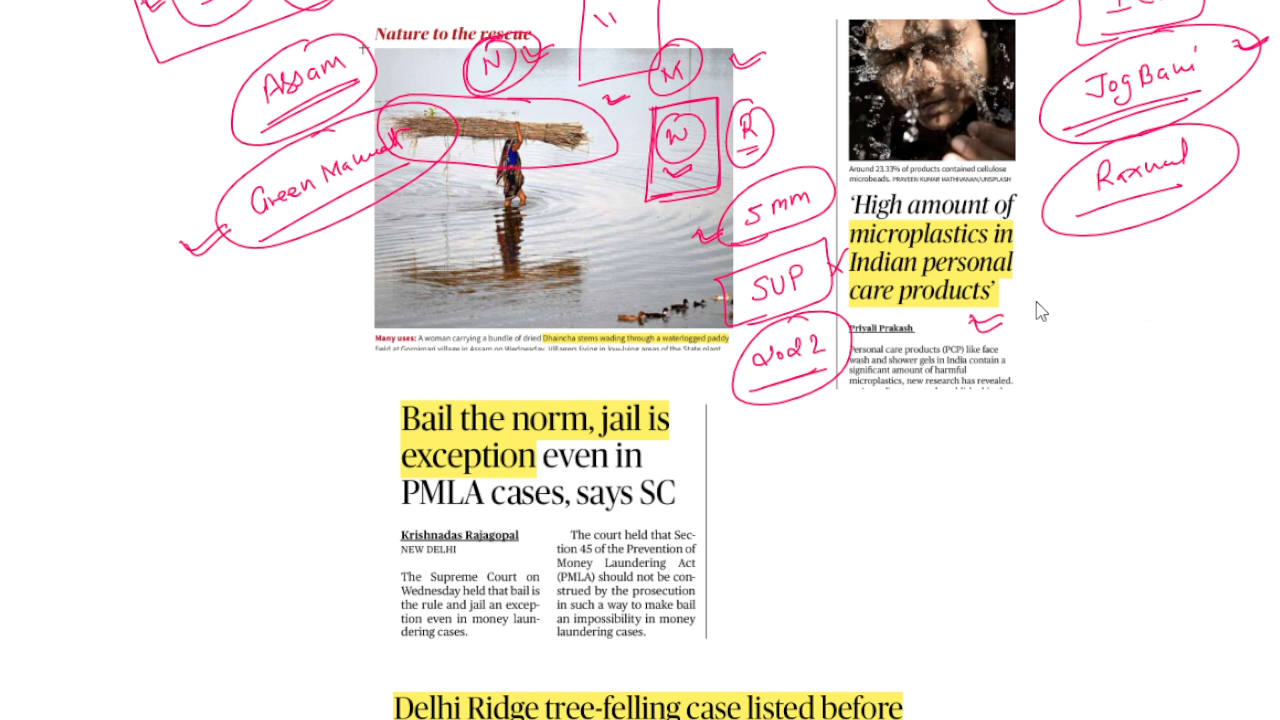 Nature to the rescue
Assam
N
M
W
R
Green Manure
5mm
SUP
2022
Many uses: A woman carrying a bundle of dried Dhaincha stems wading through a waterlogged paddy
field at Gornimari village in Assam on Wednesday. Villagers living in low-lying areas of the State plant
JogBani
Raxual
Around 23.33% of products contained cellulose
microbeads. PRAVEEN KUMAR MATHIVANAN/UNSPLASH
‘High amount of
microplastics in
Indian personal
care products’
Priyali Prakash
Personal care products (PCP) like face
wash and shower gels in India contain a
significant amount of harmful
microplastics, new research has revealed.
Bail the norm, jail is
exception even in
PMLA cases, says SC
Krishnadas Rajagopal
NEW DELHI
The Supreme Court on
Wednesday held that bail is
the rule and jail an excep-
tion even in money laun-
dering cases.
The court held that Sec-
tion 45 of the Prevention of
Money Laundering Act
(PMLA) should not be con-
strued by the prosecution
in such a way to make bail
an impossibility in money
laundering cases.
Delhi Ridge tree-felling case listed before